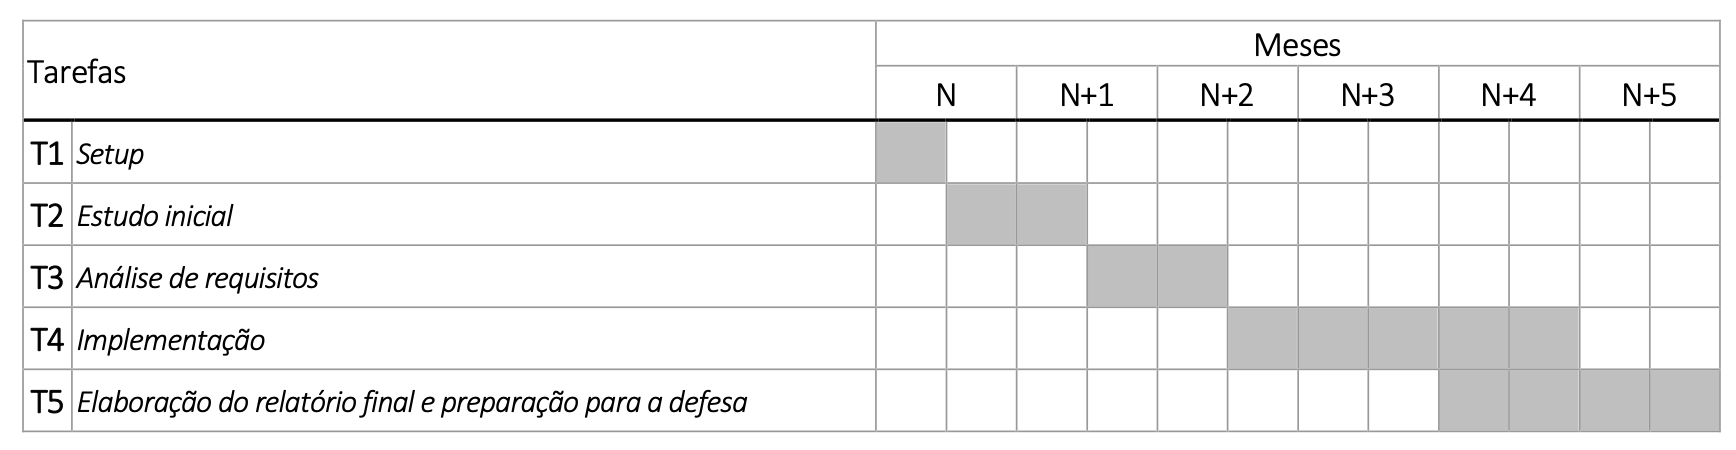 Tarefas
Meses
N N+1 N+2 N+3 N+4 N+5
T1 Setup
T2 Estudo inicial
T3 Análise de requisitos
T4 Implementação
T5 Elaboração do relatório final e preparação para a defesa